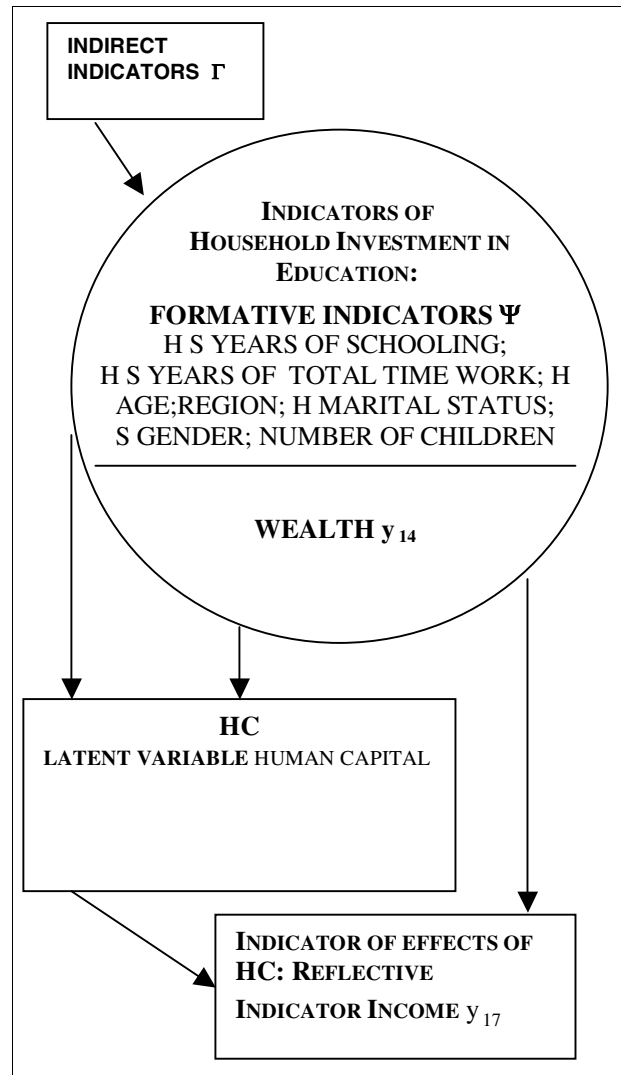 INDIRECT
INDICATORS Γ
INDICATORS OF
HOUSEHOLD INVESTMENT IN
EDUCATION:
FORMATIVE INDICATORS Ψ
H S YEARS OF SCHOOLING;
H S YEARS OF TOTAL TIME WORK; H
AGE;REGION; H MARITAL STATUS;
S GENDER; NUMBER OF CHILDREN
WEALTH y 14
HC
LATENT VARIABLE HUMAN CAPITAL
INDICATOR OF EFFECTS OF
HC: REFLECTIVE
INDICATOR INCOME y 17